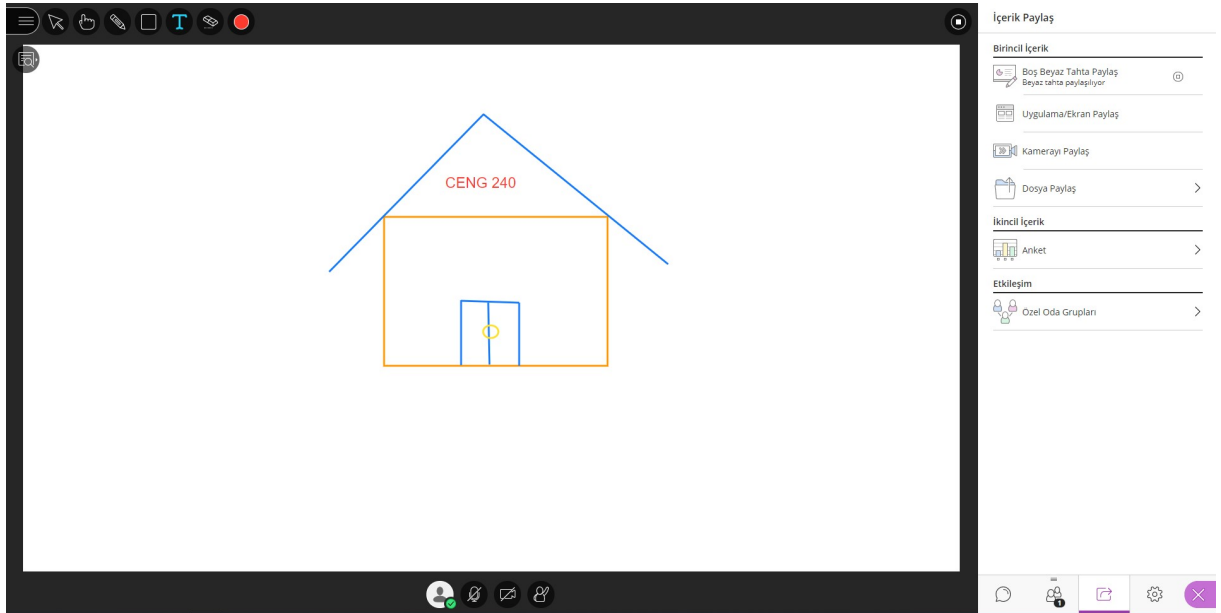 İçerik Paylaş
Birincil İçerik
Boş Beyaz Tahta Paylaş
Beyaz tahta paylaşılıyor
Uygulama/Ekran Paylaş
Kamerayı Paylaş
Dosya Paylaş
İkincil İçerik
Anket
Etkileşim
Özel Oda Grupları
CENG 240
T
1